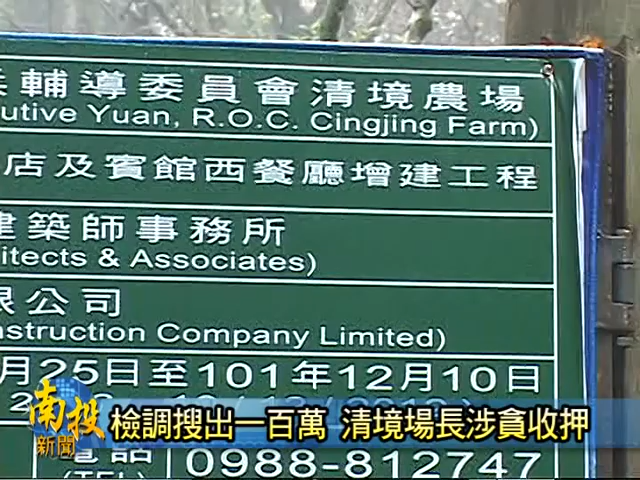 輔導委員會清境農場
utive Yuan, R.O.C. Cingjing Farm)
店及賓館西餐廳增建工程
建築師事務所
itects & Associates)
限公司
nstruction Company Limited)
月25日至101年12月10日
南投
新聞
檢調搜出一百萬 清境場長涉貪收押
電話
0988-812747